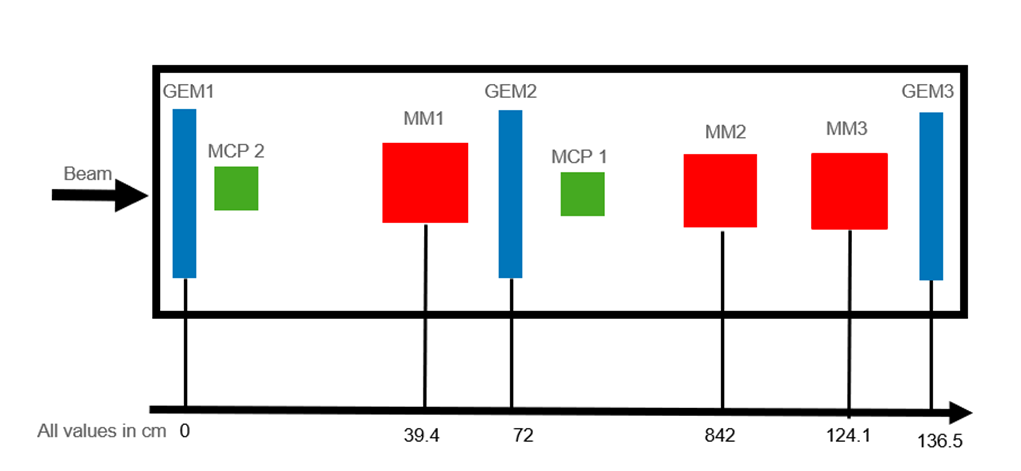 GEM1
GEM2
GEM3
MM1
MM2
MM3
MCP 2
MCP 1
Beam
All values in cm
0
39.4
72
842
124.1
136.5